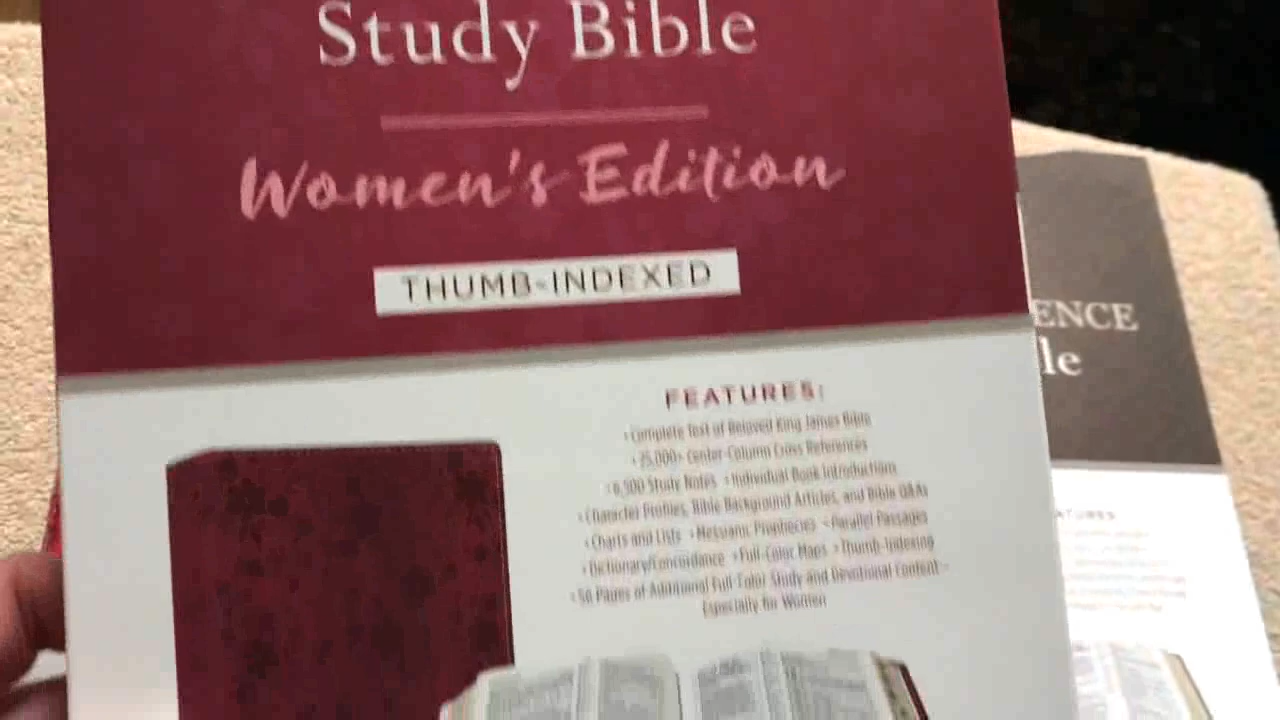 Study Bible
Women's Edition
THUMB-INDEXED
FEATURES:
• Complete Text of Beloved King James Bible
• 25,000+ Center-Column Cross References
• 6,500 Study Notes • Individual Book Introductions
• Character Profiles, Bible Background Articles, and Bible Q&As
• Charts and Lists • Messianic Prophecies • Parallel Passages
• Dictionary/Concordance • Full-Color Maps • Thumb-Indexing
• 56 Pages of Additional Full-Color Study and Devotional Content
Especially for Women
ENCE
le
ATURES